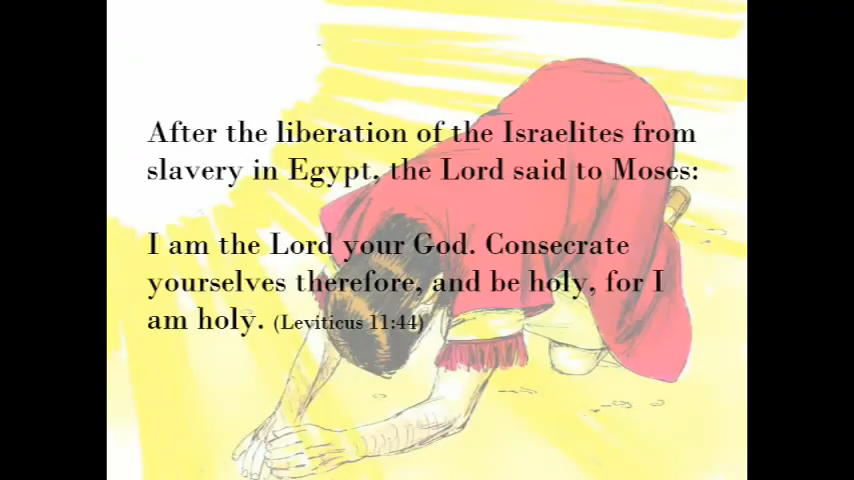 After the liberation of the Israelites from
slavery in Egypt, the Lord said to Moses:
I am the Lord your God. Consecrate
yourselves therefore, and be holy, for I
am holy. (Leviticus 11:44)